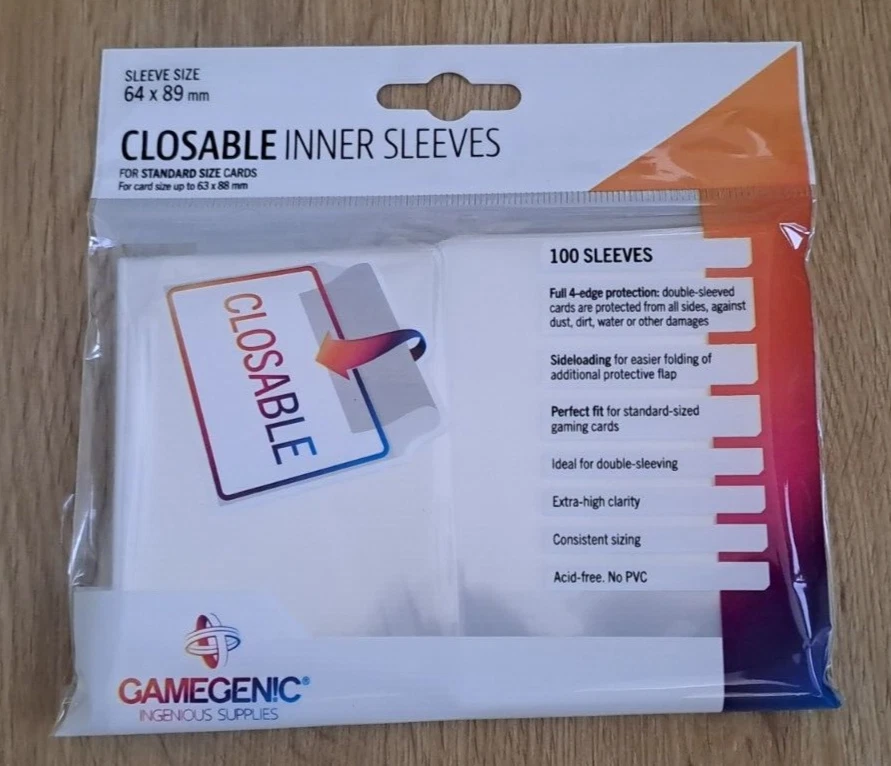 SLEEVE SIZE
64 x 89 mm
CLOSABLE INNER SLEEVES
FOR STANDARD SIZE CARDS
For card size up to 63 x 88 mm
CLOSABLE
100 SLEEVES
Full 4-edge protection: double-sleeved
cards are protected from all sides, against
dust, dirt, water or other damages
Sideloading for easier folding of
additional protective flap
Perfect fit for standard-sized
gaming cards
Ideal for double-sleeving
Extra-high clarity
Consistent sizing
Acid-free. No PVC
GAMEGEN!C®
INGENIOUS SUPPLIES